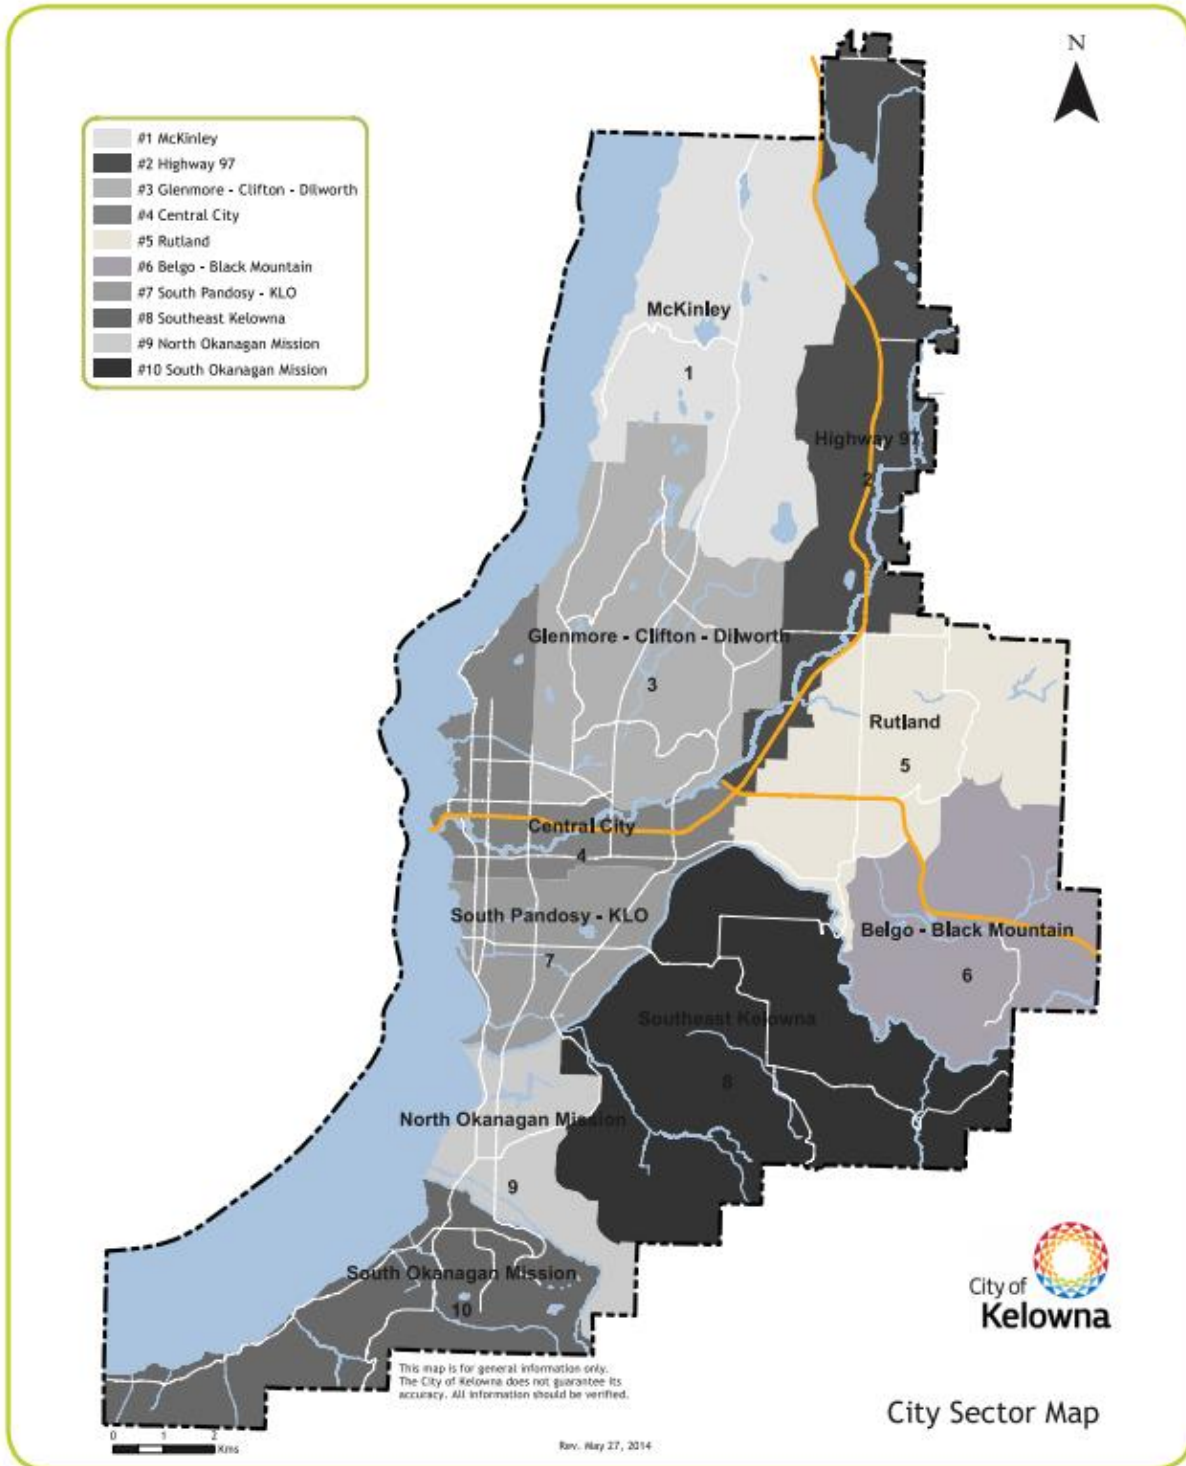 N
#1 McKinley
#2 Highway 97
#3 Glenmore - Clifton - Dilworth
#4 Central City
#5 Rutland
#6 Belgo - Black Mountain
#7 South Pandosy - KLO
#8 Southeast Kelowna
#9 North Okanagan Mission
#10 South Okanagan Mission
McKinley
1
Highway 97
2
Glenmore - Clifton - Dilworth
3
Rutland
5
Central City
4
South Pandosy - KLO
7
Belgo - Black Mountain
6
Southeast Kelowna
8
North Okanagan Mission
9
South Okanagan Mission
10
City of
Kelowna
This map is for general information only.
The City of Kelowna does not guarantee its
accuracy. All information should be verified.
City Sector Map
0 1 2
Kms
Rev. May 27, 2014